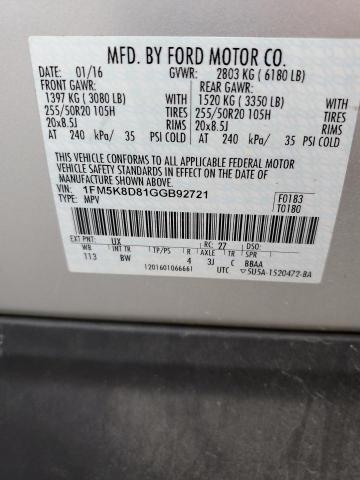 MFD. BY FORD MOTOR CO.
DATE: 01/16 GVWR: 2803 KG ( 6180 LB)
FRONT GAWR: REAR GAWR:
1397 KG ( 3080 LB) WITH 1520 KG ( 3350 LB) WITH
255/50R20 105H TIRES 255/50R20 105H TIRES
20x8.5J RIMS 20x8.5J RIMS
AT 240 kPa/ 35 PSI COLD AT 240 kPa/ 35 PSI COLD
THIS VEHICLE CONFORMS TO ALL APPLICABLE FEDERAL MOTOR
VEHICLE SAFETY AND BUMPER STANDARDS IN EFFECT ON THE DATE
OF MANUFACTURE SHOWN ABOVE.
VIN: 1FM5K8D81GGB92721 F0183
TYPE: MPV T0180
EXT PNT: UX RC: 27 DSO:
WB INT TR TP/PS R AXLE TR SPR
113 BW 4 3J C BBAA
1201601066661 UTC ▽5U5A-1520472-BA